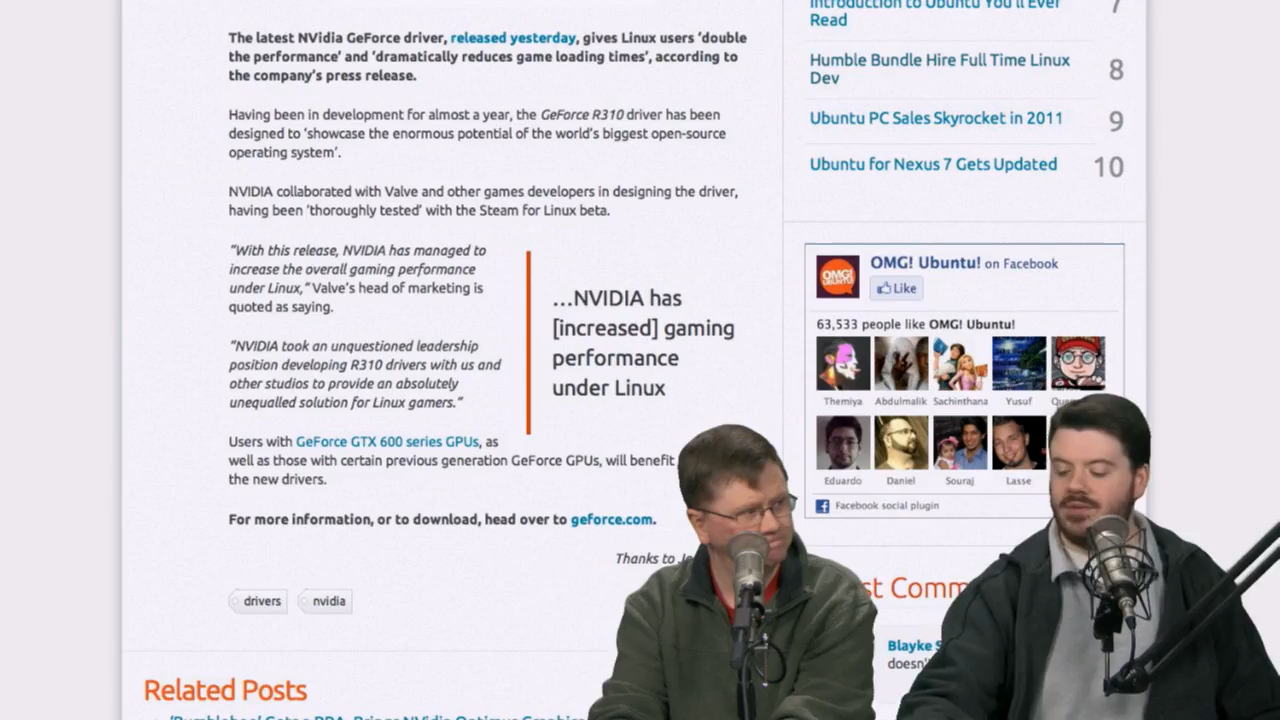 The latest NVidia GeForce driver, released yesterday, gives Linux users ‘double
the performance’ and ‘dramatically reduces game loading times’, according to
the company’s press release.
Having been in development for almost a year, the GeForce R310 driver has been
designed to ‘showcase the enormous potential of the world’s biggest open-source
operating system’.
NVIDIA collaborated with Valve and other games developers in designing the driver,
having been ‘thoroughly tested’ with the Steam for Linux beta.
“With this release, NVIDIA has managed to
increase the overall gaming performance
under Linux,” Valve’s head of marketing is
quoted as saying.
“NVIDIA took an unquestioned leadership
position developing R310 drivers with us and
other studios to provide an absolutely
unequalled solution for Linux gamers.“
…NVIDIA has
[increased] gaming
performance
under Linux
Users with GeForce GTX 600 series GPUs, as
well as those with certain previous generation GeForce GPUs, will benefit
the new drivers.
For more information, or to download, head over to geforce.com.
Thanks to
drivers
nvidia
Related Posts
Introduction to Ubuntu You'll Ever
Read
7
Humble Bundle Hire Full Time Linux
Dev
8
Ubuntu PC Sales Skyrocket in 2011
9
Ubuntu for Nexus 7 Gets Updated
10
OMG!
UBUNTU!
OMG! Ubuntu! on Facebook
Like
63,533 people like OMG! Ubuntu!
Themiya Abdulmalik Sachinthana Yusuf
Eduardo Daniel Souraj Lasse
Facebook social plugin
st Comm
Blayke S
doesn'